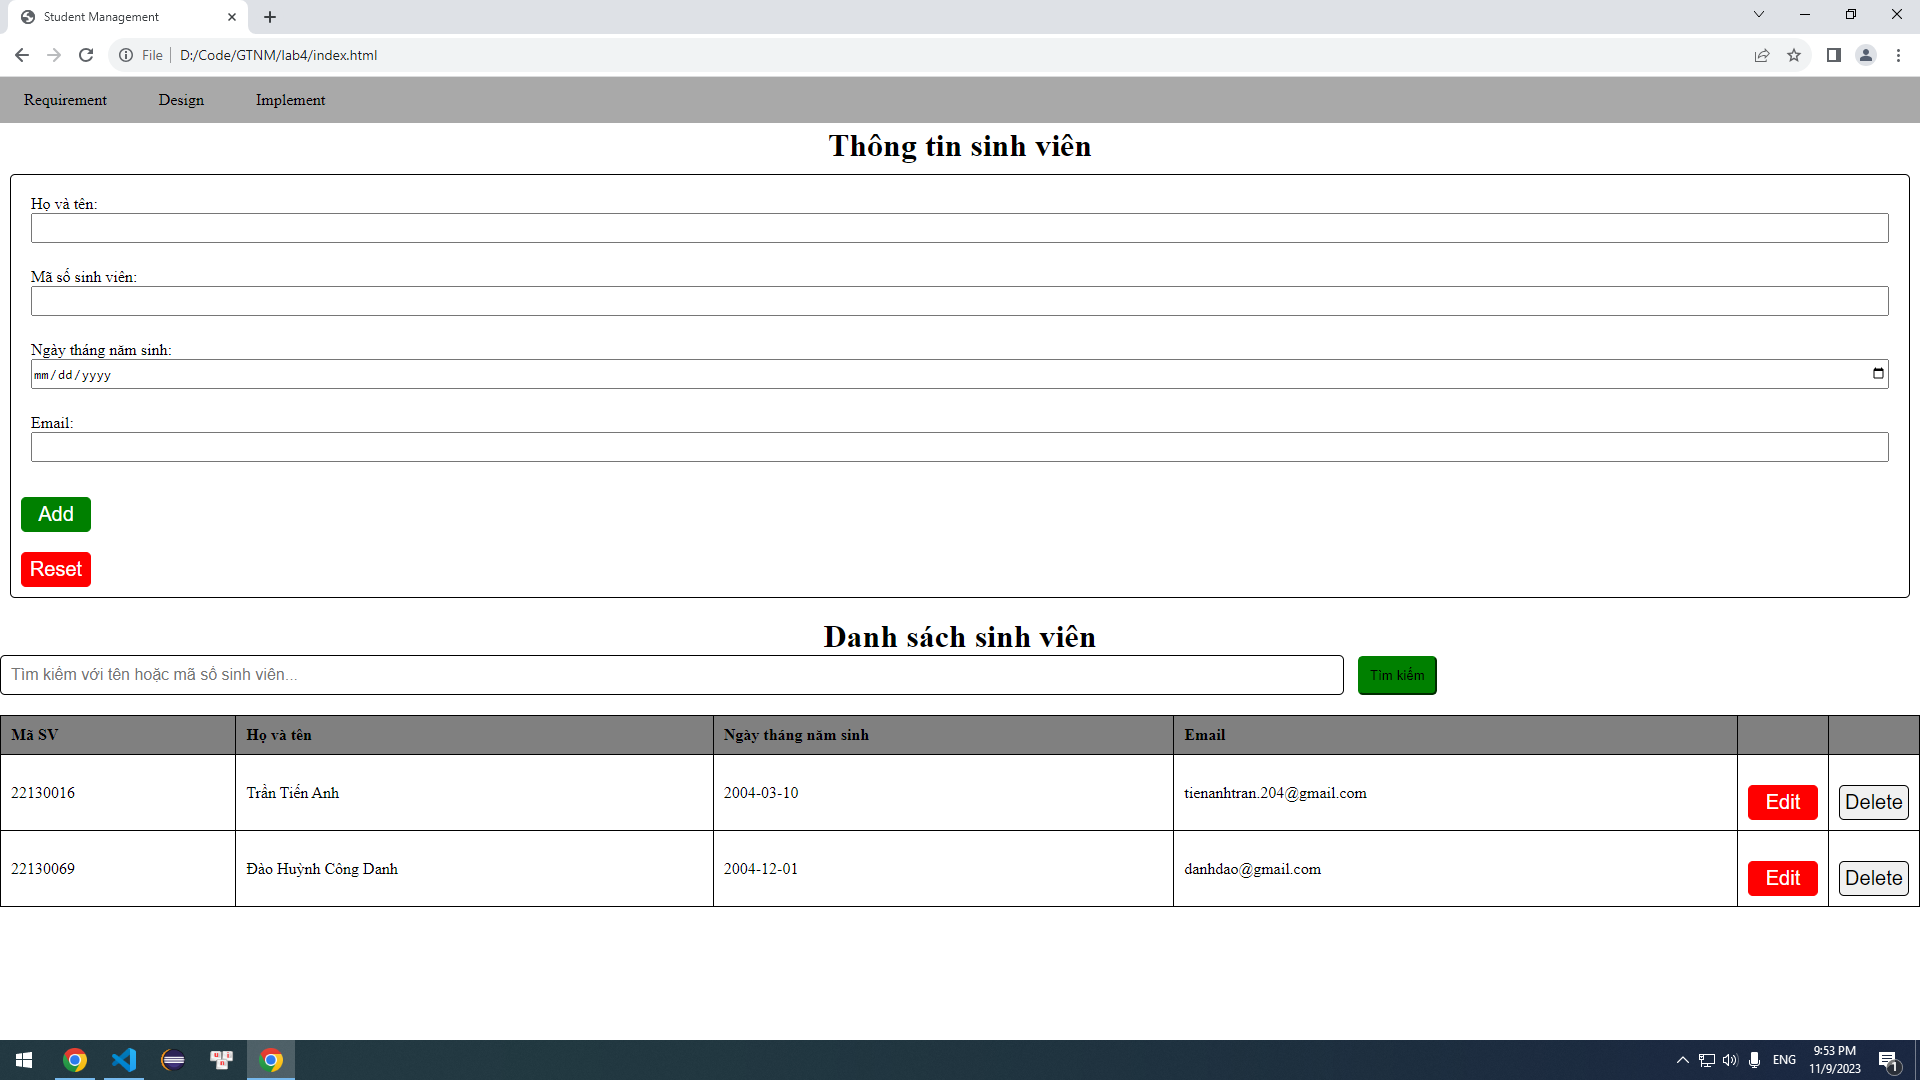 Student Management
File D:/Code/GTNM/lab4/index.html
Requirement Design Implement
Thông tin sinh viên
Họ và tên:
Mã số sinh viên:
Ngày tháng năm sinh:
mm/dd/yyyy
Email:
Add
Reset
Danh sách sinh viên
Tìm kiếm với tên hoặc mã số sinh viên... Tìm kiếm
Mã SV Họ và tên Ngày tháng năm sinh Email
22130016 Trần Tiến Anh 2004-03-10 tienanhtran.204@gmail.com Edit Delete
22130069 Đào Huỳnh Công Danh 2004-12-01 danhdao@gmail.com Edit Delete
ENG
9:53 PM
11/9/2023
1